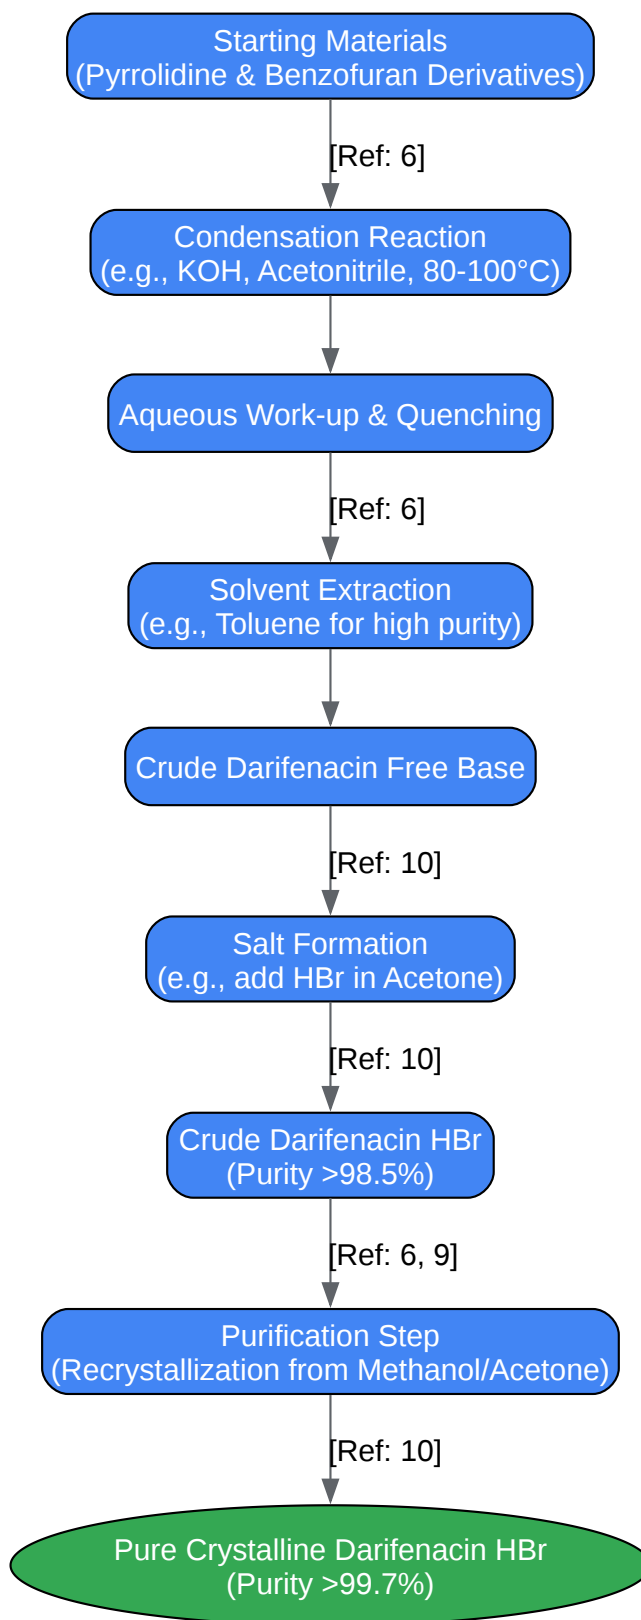 Starting Materials
(Pyrrolidine & Benzofuran Derivatives)
[Ref: 6]
Condensation Reaction
(e.g., KOH, Acetonitrile, 80-100°C)
Aqueous Work-up & Quenching
[Ref: 6]
Solvent Extraction
(e.g., Toluene for high purity)
Crude Darifenacin Free Base
[Ref: 10]
Salt Formation
(e.g., add HBr in Acetone)
[Ref: 10]
Crude Darifenacin HBr
(Purity >98.5%)
[Ref: 6, 9]
Purification Step
(Recrystallization from Methanol/Acetone)
[Ref: 10]
Pure Crystalline Darifenacin HBr
(Purity >99.7%)